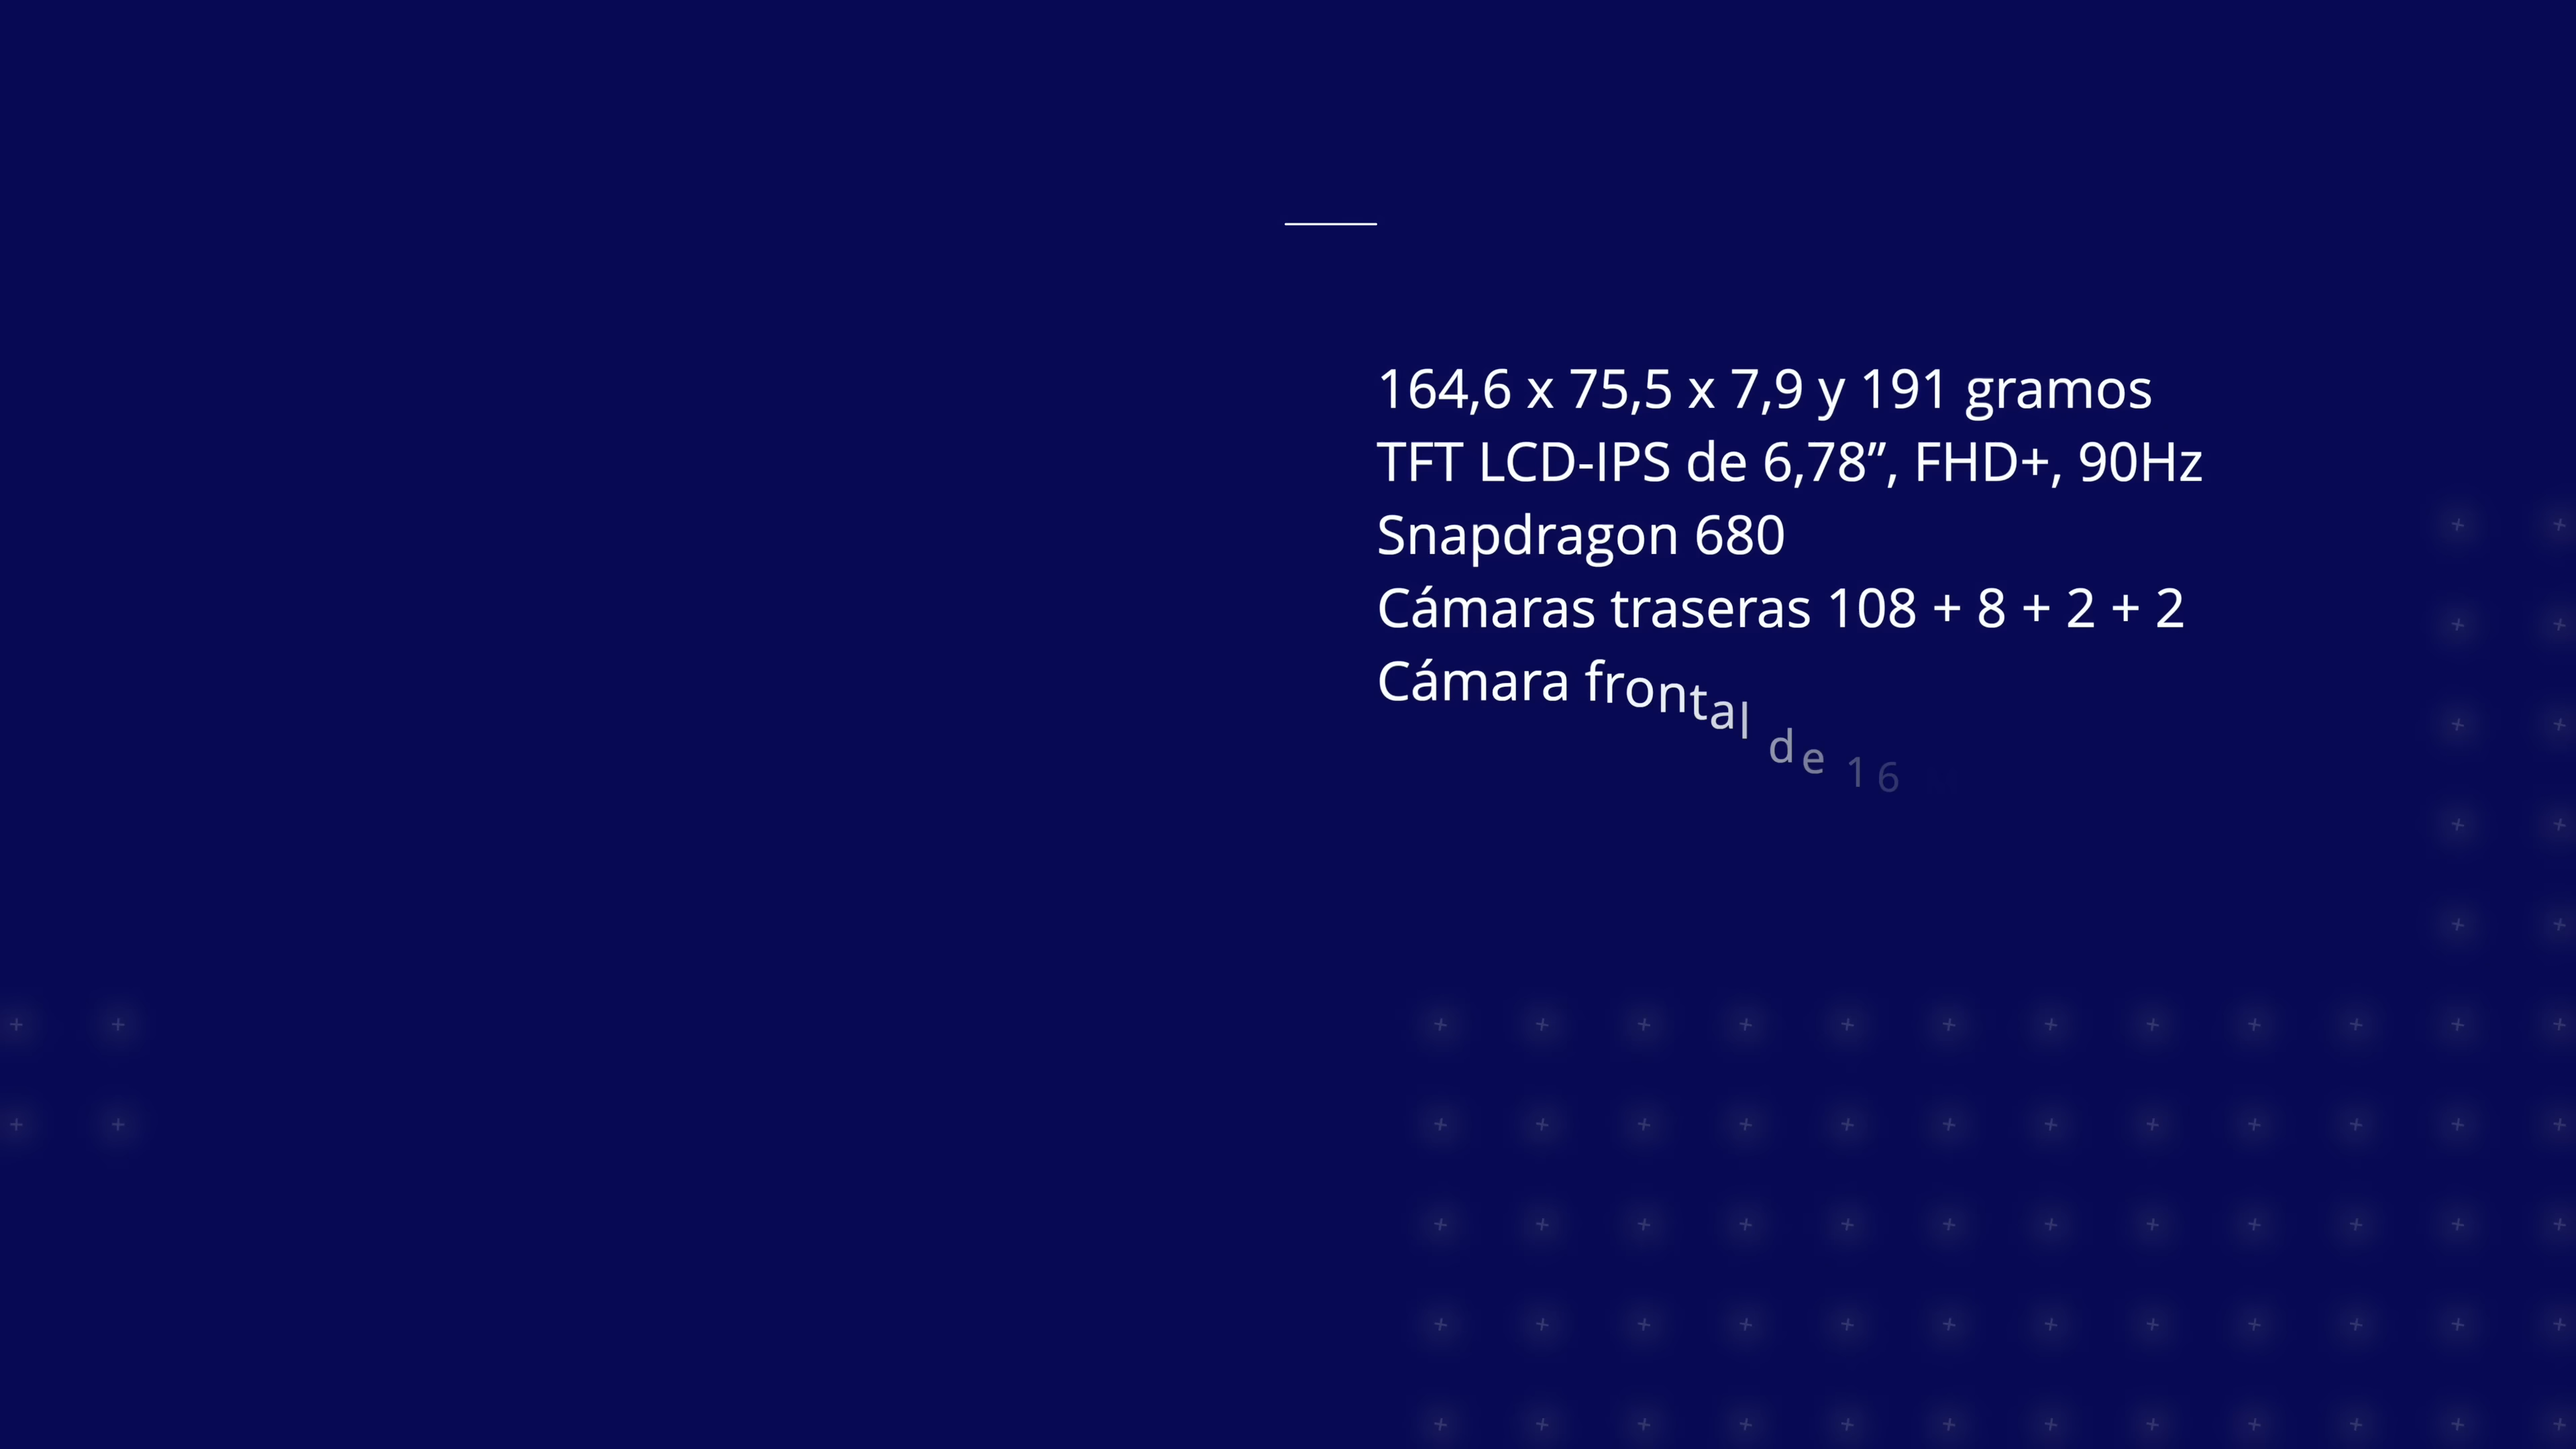 164,6 x 75,5 x 7,9 y 191 gramos
TFT LCD-IPS de 6,78”, FHD+, 90Hz
Snapdragon 680
Cámaras traseras 108 + 8 + 2 + 2
Cámara frontal de 16